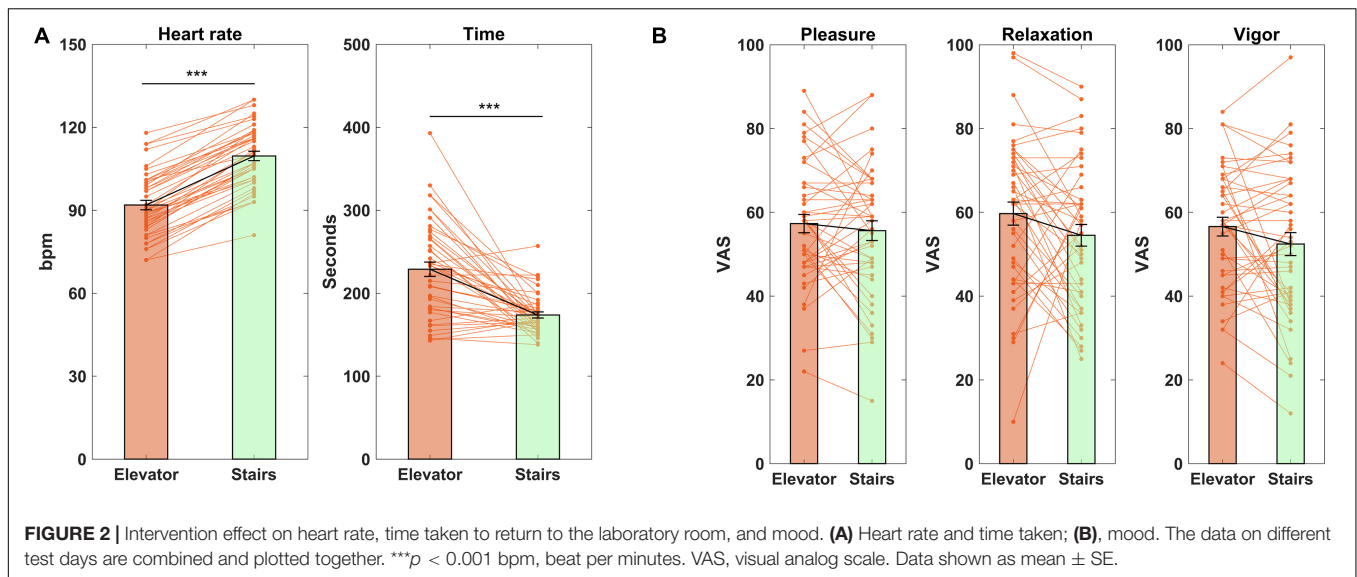 A
Heart rate
150
120
90
60
30
0
bpm
***
Elevator Stairs
Time
500
400
300
200
100
0
Seconds
***
Elevator Stairs
B
Pleasure
100
80
60
40
20
0
VAS
Elevator Stairs
Relaxation
100
80
60
40
20
0
VAS
Elevator Stairs
Vigor
100
80
60
40
20
0
VAS
Elevator Stairs
FIGURE 2 | Intervention effect on heart rate, time taken to return to the laboratory room, and mood. (A) Heart rate and time taken; (B), mood. The data on different
test days are combined and plotted together. ***p < 0.001 bpm, beat per minutes. VAS, visual analog scale. Data shown as mean ± SE.